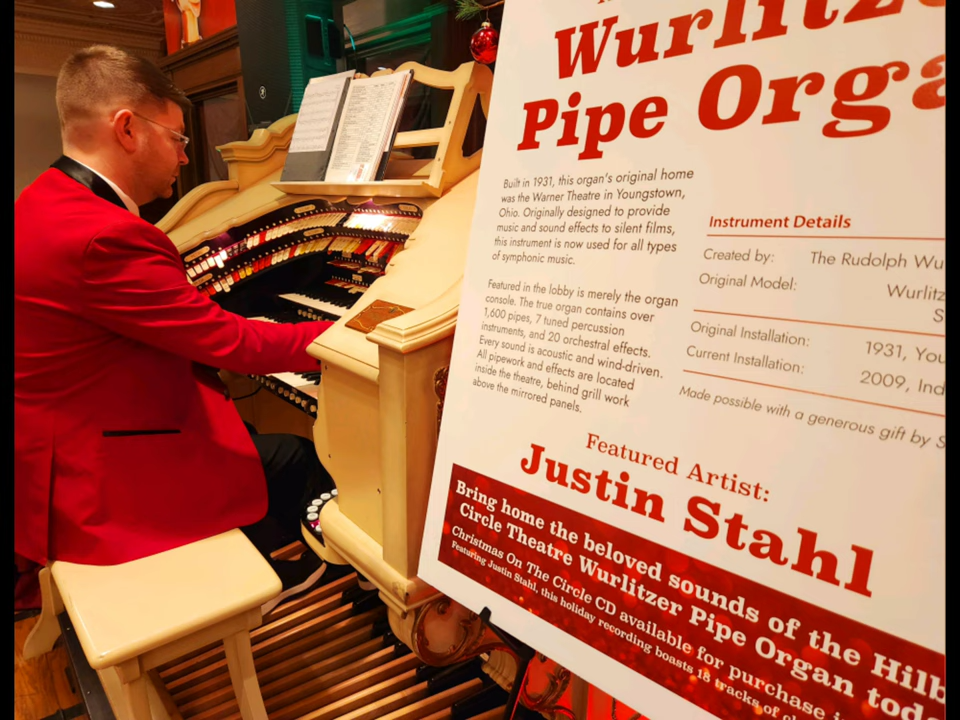 Wurlitze
Pipe Orga
Built in 1931, this organ's original home
was the Warner Theatre in Youngstown,
Ohio. Originally designed to provide
music and sound effects to silent films,
this instrument is now used for all types
of symphonic music.
Featured in the lobby is merely the organ
console. The true organ contains over
1,600 pipes, 7 tuned percussion
instruments, and 20 orchestral effects.
Every sound is acoustic and wind-driven.
All pipework and effects are located
inside the theatre, behind grill work
above the mirrored panels.
Instrument Details
Created by: The Rudolph Wu
Original Model: Wurlitz
S
Original Installation: 1931, You
Current Installation: 2009, Ind
Made possible with a generous gift by S
Featured Artist:
Justin Stahl
Bring home the beloved sounds of the Hilb
Circle Theatre Wurlitzer Pipe Organ tod
Christmas On The Circle CD available for purchase i
Featuring Justin Stahl, this holiday recording boasts 18 tracks of